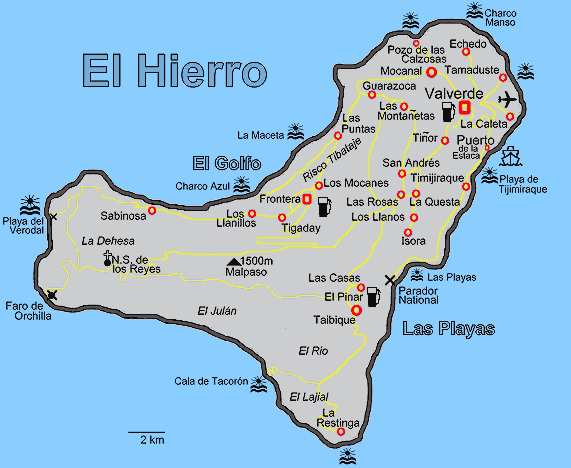 Charco
Manso
El Hierro
Pozo de las
Calzosas
Echedo
Mocanal
Tamaduste
Guarazoca
Valverde
Las
Montañetas
La Caleta
Las
Puntas
La Maceta
Tiñor
Puerto
de la
Estaca
El Golfo
Risco Tibataje
San Andrés
Timijiraque
Playa de
Tijimiraque
Charco Azul
Los Mocanes
Frontera
Las Rosas
La Questa
Playa del
Verodal
Sabinosa
Los
Llanillos
Tigaday
Los Llanos
Isora
La Dehesa
N.S. de
los Reyes
1500m
Malpaso
Las Casas
Las Playas
El Pinar
Parador
National
Faro de
Orchilla
El Julán
Taibique
Las Playas
El Rio
Cala de Tacorón
El Lajial
La
Restinga
2 km